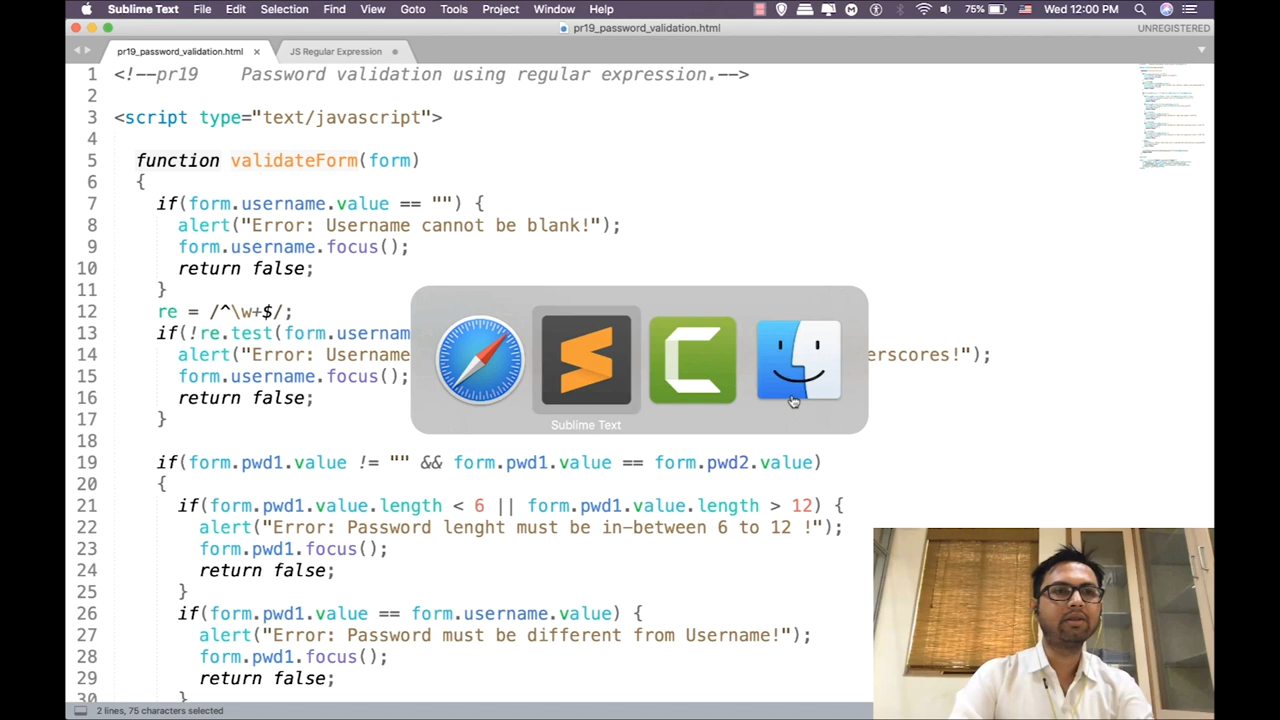 Sublime Text File Edit Selection Find View Goto Tools Project Window Help 75% Wed 12:00 PM
pr19_password_validation.html UNREGISTERED
pr19_password_validation.html JS Regular Expression
1 <!--pr19 Password validation using regular expression.-->
2
3 <script type="text/javascript">
4
5 function validateForm(form)
6 {
7 if(form.username.value == "") {
8 alert("Error: Username cannot be blank!");
9 form.username.focus();
10 return false;
11 }
12 re = /^\w+$/;
13 if(!re.test(form.usernam
14 alert("Error: Username erscores!");
15 form.username.focus();
16 return false;
17 }
18
19 if(form.pwd1.value != "" && form.pwd1.value == form.pwd2.value)
20 {
21 if(form.pwd1.value.length < 6 || form.pwd1.value.length > 12) {
22 alert("Error: Password lenght must be in-between 6 to 12 !");
23 form.pwd1.focus();
24 return false;
25 }
26 if(form.pwd1.value == form.username.value) {
27 alert("Error: Password must be different from Username!");
28 form.pwd1.focus();
29 return false;
30 }
Sublime Text
2 lines, 75 characters selected